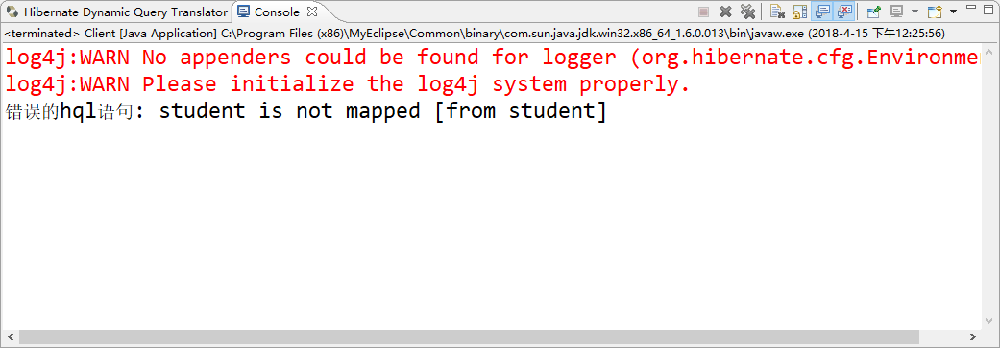 Hibernate Dynamic Query Translator Console
<terminated> Client [Java Application] C:\Program Files (x86)\MyEclipse\Common\binary\com.sun.java.jdk.win32.x86_64_1.6.0.013\bin\javaw.exe (2018-4-15 下午12:25:56)
log4j:WARN No appenders could be found for logger (org.hibernate.cfg.Environme
log4j:WARN Please initialize the log4j system properly.
错误的hql语句: student is not mapped [from student]